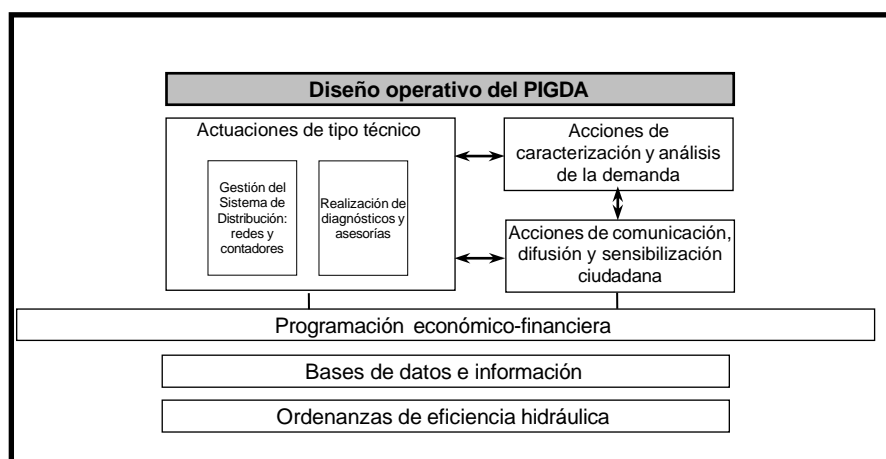 Diseño operativo del PIGDA
Actuaciones de tipo técnico
Gestión del
Sistema de
Distribución:
redes y
contadores
Realización de
diagnósticos y
asesorías
Acciones de
caracterización y análisis
de la demanda
Acciones de comunicación,
difusión y sensibilización
ciudadana
Programación económico-financiera
Bases de datos e información
Ordenanzas de eficiencia hidráulica